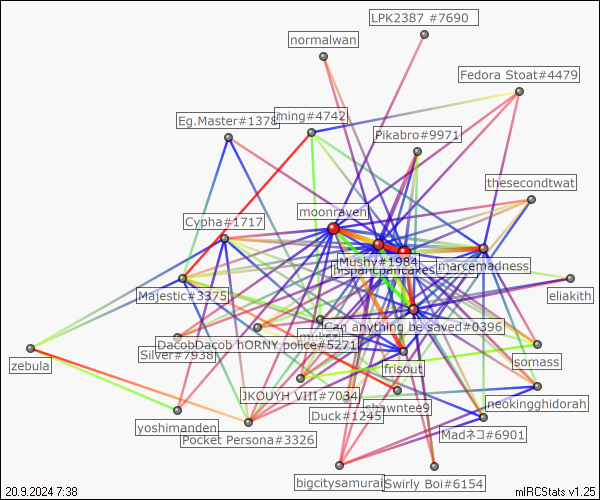 LPK2387 #7690
normalwan
Fedora Stoat#4479
Eg.Master#1378
ming#4742
Pikabro#9971
thesecondtwat
moonraven
Cypha#1717
Mushy#1984
marcemadness
hispanicpancakes
Majestic#3375
eliakith
Can anything be saved#0396
DacobDacob hORNY police#5271
Silver#7938
zebula
somass
frisout
JKOUYH VIII#7034
shawntee9
neokingghidorah
Duck#1245
yoshimanden
Pocket Persona#3326
Madネコ#6901
bigcitysamurai
Swirly Boi#6154
20.9.2024 7:38
mIRCStats v1.25